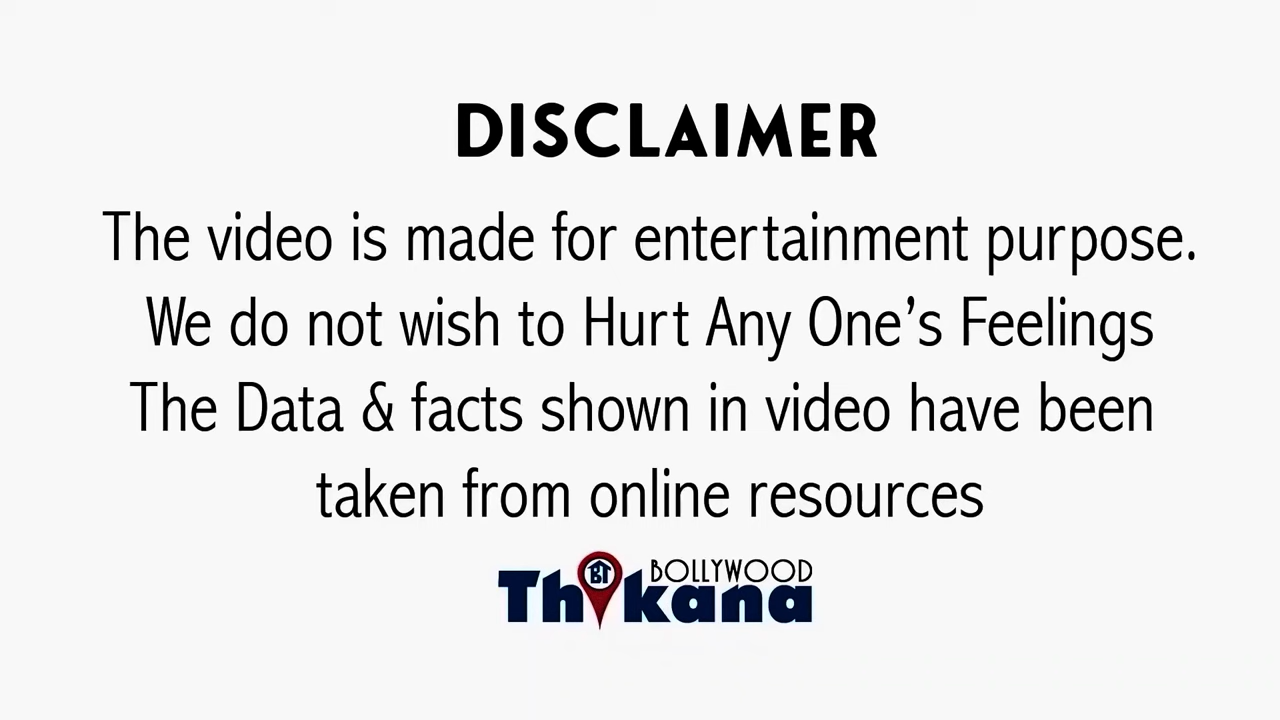 DISCLAIMER
The video is made for entertainment purpose.
We do not wish to Hurt Any One’s Feelings
The Data & facts shown in video have been
taken from online resources
BOLLYWOOD
Thikana
BT